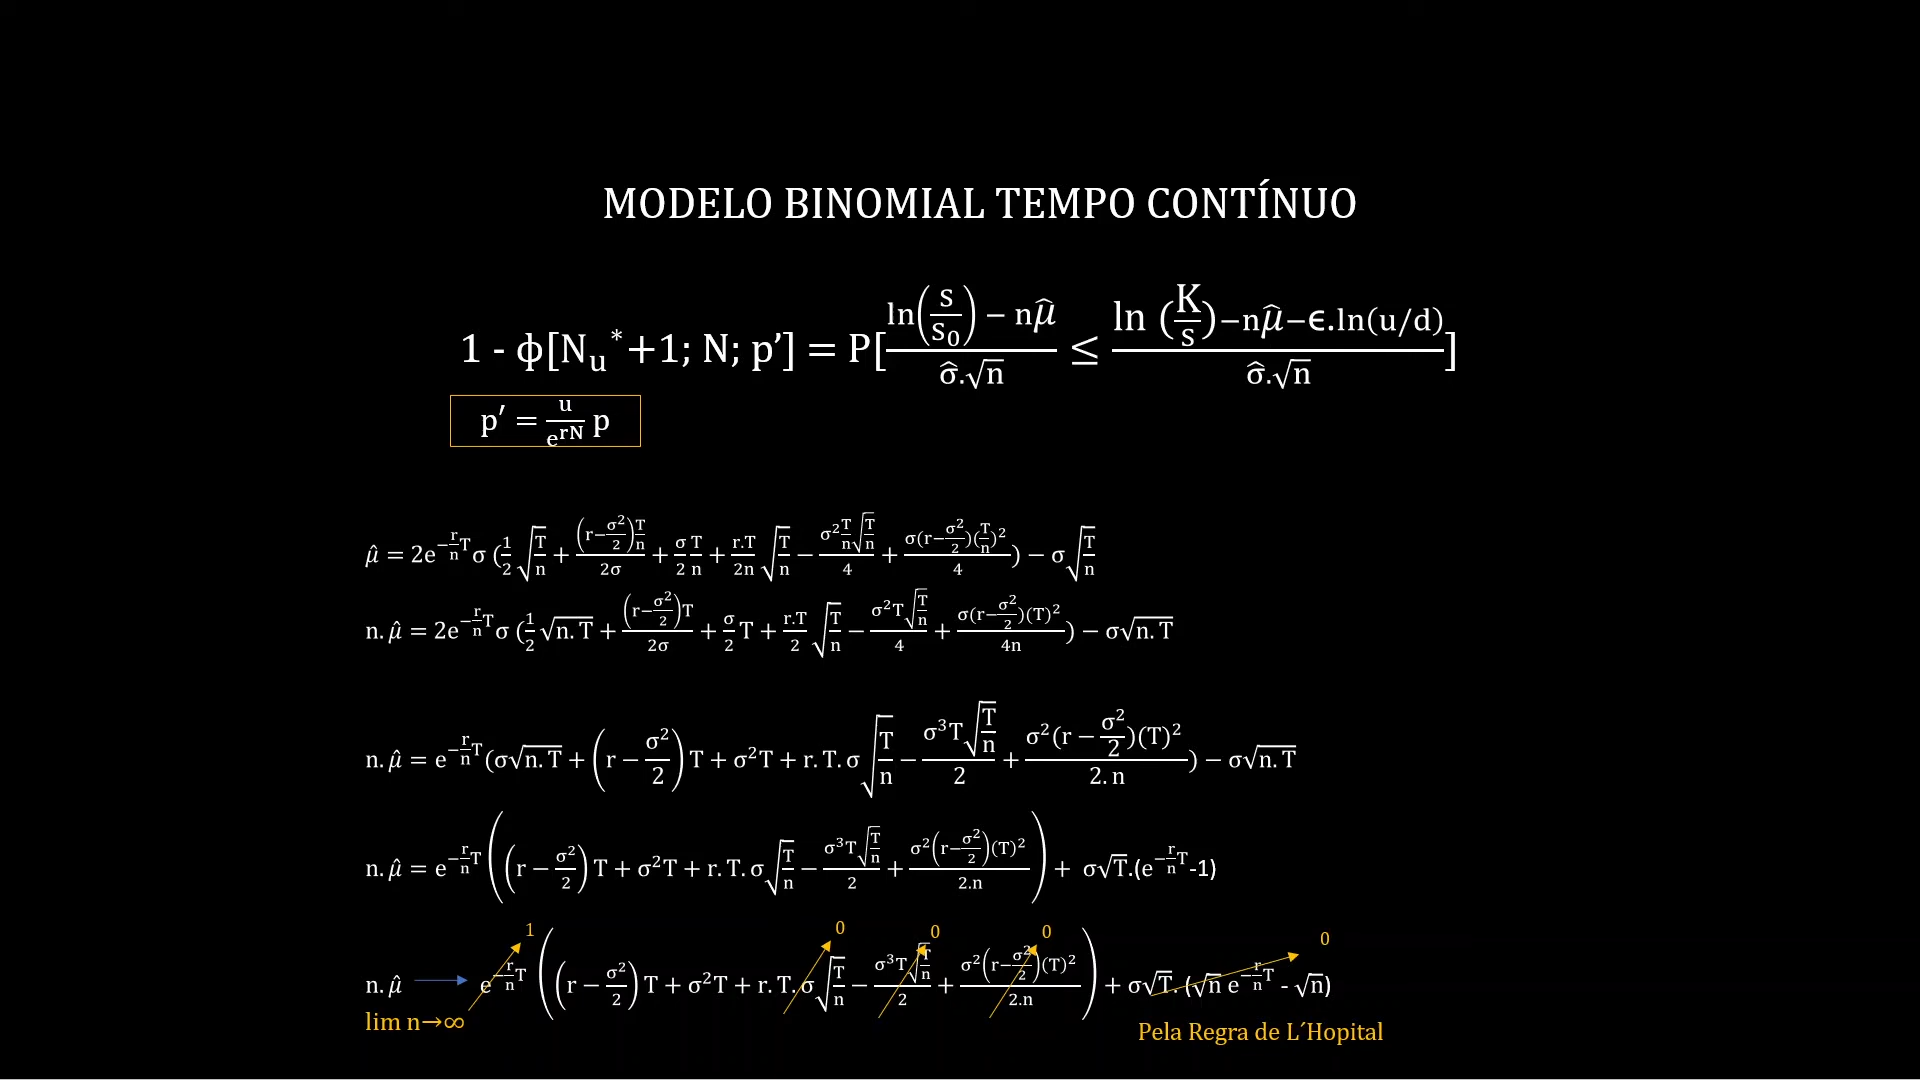 MODELO BINOMIAL TEMPO CONTÍNUO
1 - ф[Nᵤ*+1; N; p’] = P[(ln(s/s₀) − nμ̂)/(σ̂.√n) ≤ (ln (K/s)−nμ̂−ϵ.ln(u/d))/(σ̂.√n)]
p′ = u/e^(rN) p
μ̂ = 2e^(−(r/n)T)σ (1/2 √(T/n) + ((r−σ²/2)T/n)/(2σ) + σ/2 T/n + r.T/2n √(T/n) − (σ² T/n √(T/n))/4 + (σ(r−σ²/2)(T/n)²)/4) − σ√(T/n)
n. μ̂ = 2e^(−(r/n)T)σ (1/2 √(n. T) + ((r−σ²/2)T)/(2σ) + σ/2 T + r.T/2 √(T/n) − (σ²T√(T/n))/4 + (σ(r−σ²/2)(T)²)/(4n)) − σ√(n. T)
n. μ̂ = e^(−(r/n)T)(σ√(n. T) + (r − σ²/2) T + σ²T + r. T. σ√(T/n) − (σ³T√(T/n))/2 + (σ²(r − σ²/2)(T)²)/(2. n)) − σ√(n. T)
n. μ̂ = e^(−(r/n)T) ((r − σ²/2) T + σ²T + r. T. σ√(T/n) − (σ³T√(T/n))/2 + (σ²(r−σ²/2)(T)²)/(2.n)) + σ√T.(e^(−(r/n)T)-1)
1 0 0 0 0
n. μ̂ → e^(−(r/n)T) ((r − σ²/2) T + σ²T + r. T. σ√(T/n) − (σ³T√(T/n))/2 + (σ²(r−σ²/2)(T)²)/(2.n)) + σ√T. (√n e^(−(r/n)T) - √n)
lim n→∞
Pela Regra de L´Hopital